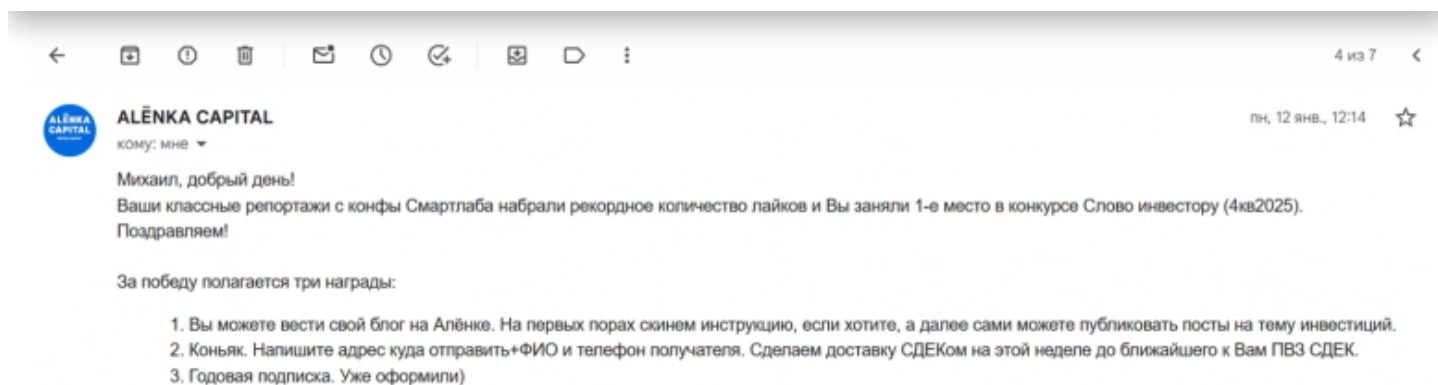 4 из 7
ALЁNKA CAPITAL
ALЁNKA CAPITAL
пн, 12 янв., 12:14
кому: мне
Михаил, добрый день!
Ваши классные репортажи с конфы Смартлаба набрали рекордное количество лайков и Вы заняли 1-е место в конкурсе Слово инвестору (4кв2025).
Поздравляем!
За победу полагается три награды:
1. Вы можете вести свой блог на Алёнке. На первых порах скинем инструкцию, если хотите, а далее сами можете публиковать посты на тему инвестиций.
2. Коньяк. Напишите адрес куда отправить+ФИО и телефон получателя. Сделаем доставку СДЕКом на этой неделе до ближайшего к Вам ПВЗ СДЕК.
3. Годовая подписка. Уже оформили)